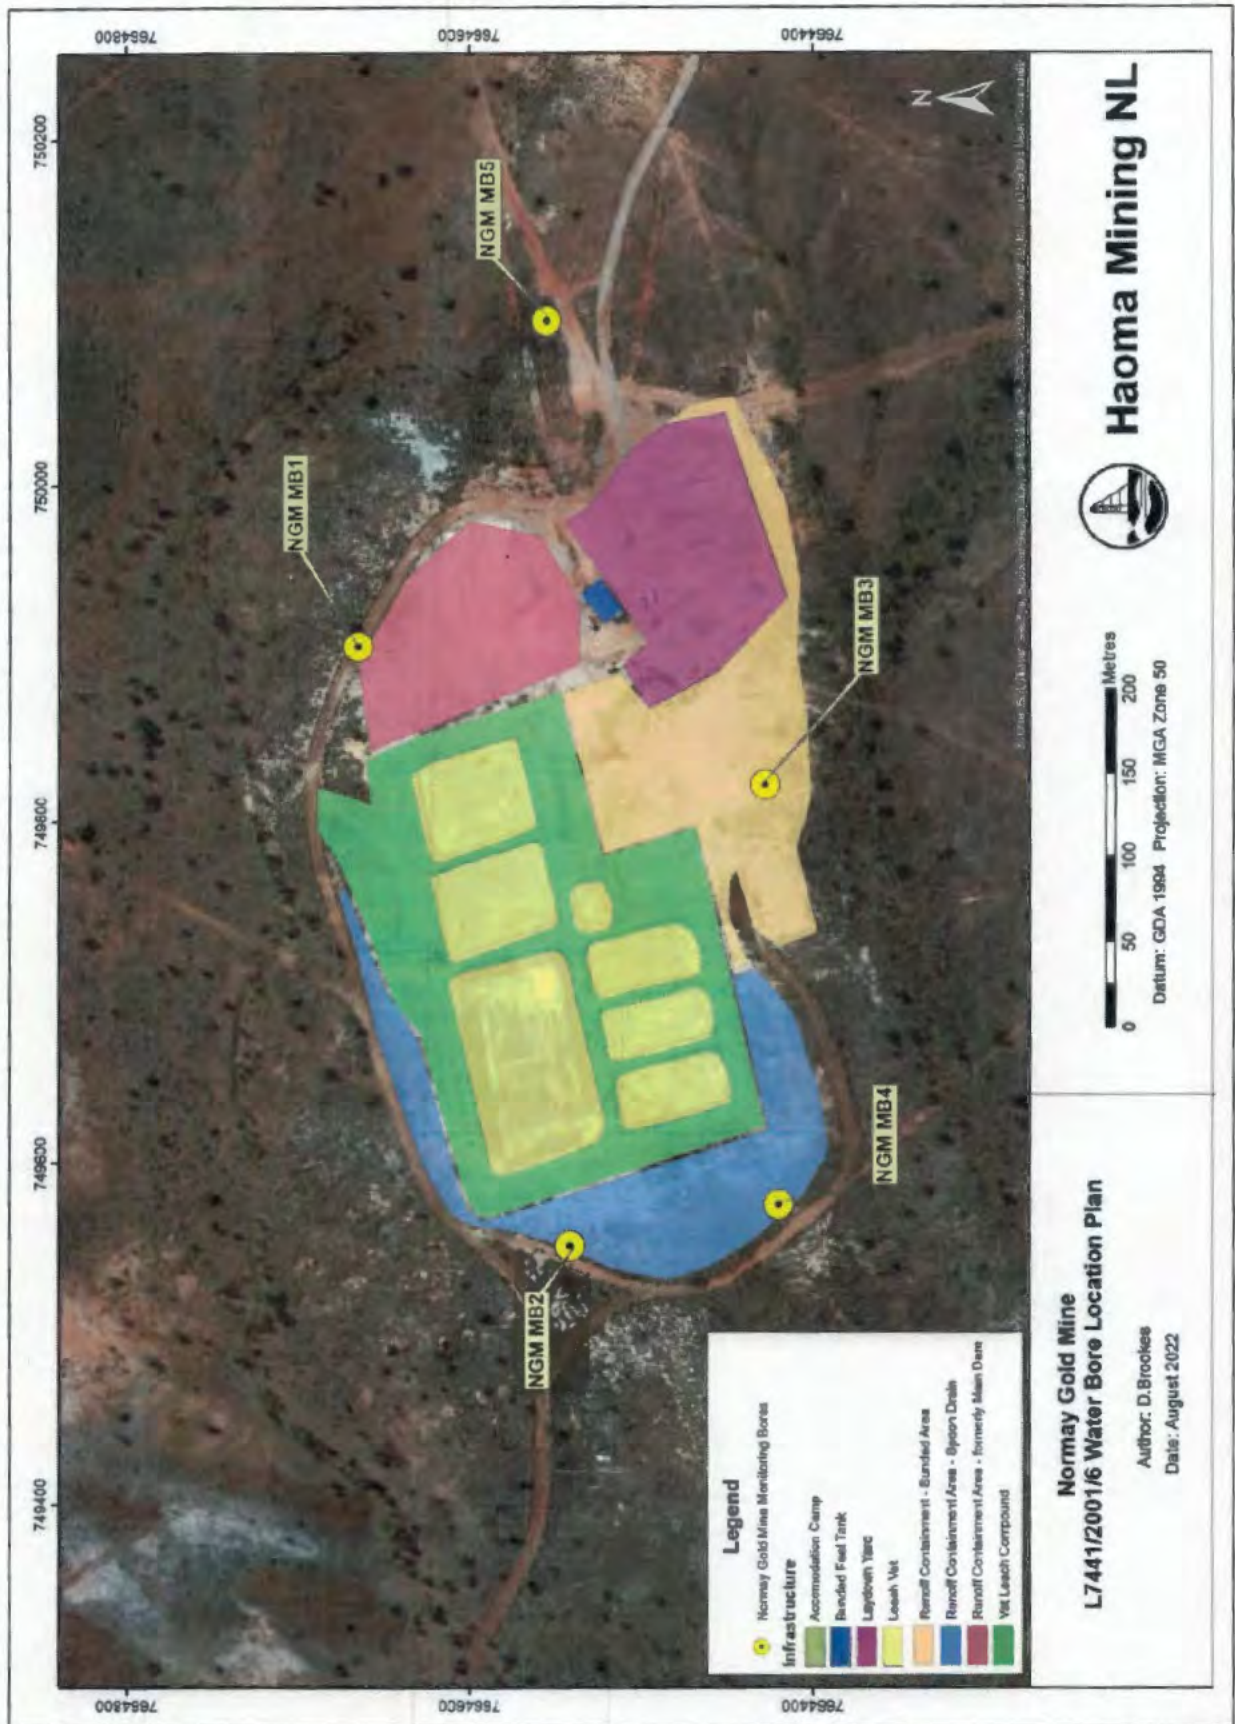 749400
749600
749800
750000
750200
7664800
7664800
NGM MB1
NGM MB5
7664600
7664600
NGM MB2
NGM MB3
NGM MB4
7664400
7664400
N
Legend
Normay Gold Mine Monitoring Bores
Infrastructure
Accommodation Camp
Bunded Fuel Tank
Laydown Yard
Leach Vat
Runoff Containment - Bunded Area
Runoff Containment Area - Spoon Drain
Runoff Containment Area - formerly Main Dam
Vat Leach Compound
Normay Gold Mine
L7441/2001/6 Water Bore Location Plan
Author: D.Brookes
Date: August 2022
0 50 100 150 200
Metres
Datum: GDA 1994 Projection: MGA Zone 50
Haoma Mining NL